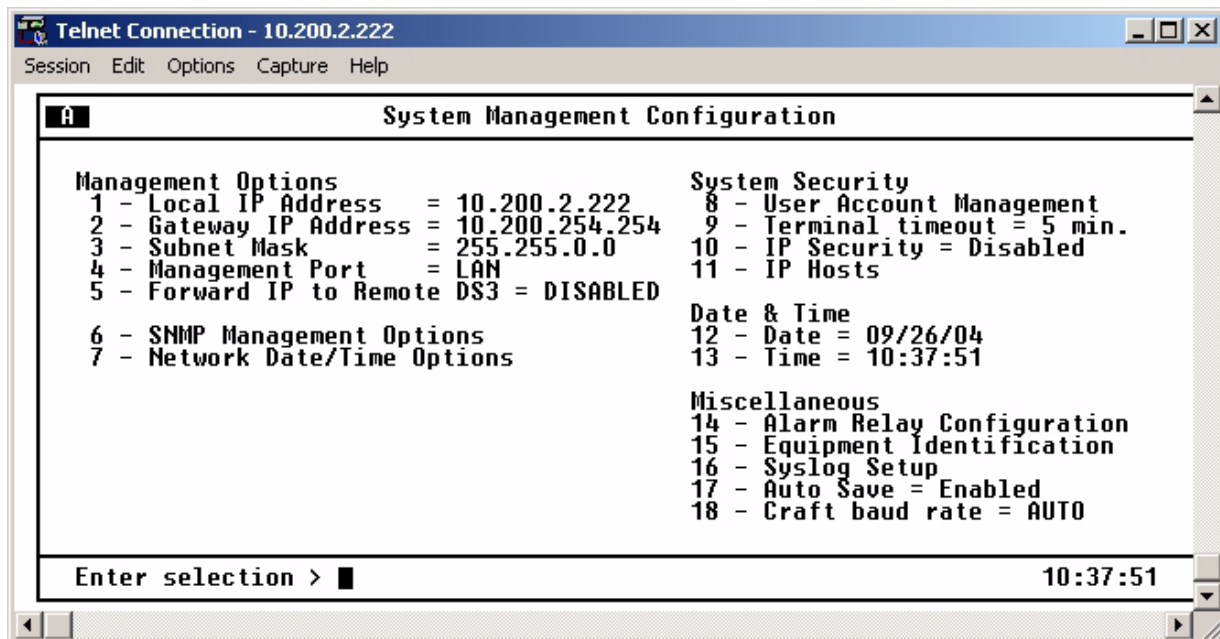 Telnet Connection - 10.200.2.222
Session Edit Options Capture Help
A System Management Configuration
Management Options
1 - Local IP Address = 10.200.2.222
2 - Gateway IP Address = 10.200.254.254
3 - Subnet Mask = 255.255.0.0
4 - Management Port = LAN
5 - Forward IP to Remote DS3 = DISABLED
6 - SNMP Management Options
7 - Network Date/Time Options
System Security
8 - User Account Management
9 - Terminal timeout = 5 min.
10 - IP Security = Disabled
11 - IP Hosts
Date & Time
12 - Date = 09/26/04
13 - Time = 10:37:51
Miscellaneous
14 - Alarm Relay Configuration
15 - Equipment Identification
16 - Syslog Setup
17 - Auto Save = Enabled
18 - Craft baud rate = AUTO
Enter selection > 10:37:51